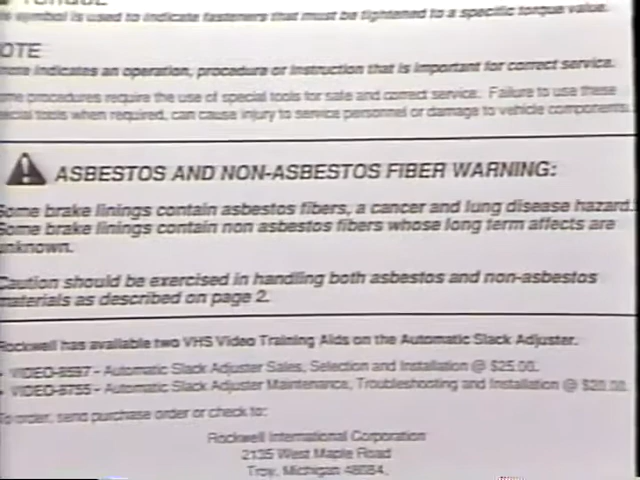 TORQUE
symbol is used to indicate fasteners that must be tightened to a specific torque value.
OTE
note indicates an operation, procedure or instruction that is important for correct service.
me procedures require the use of special tools for safe and correct service. Failure to use these
ecial tools when required, can cause injury to service personnel or damage to vehicle components.
ASBESTOS AND NON-ASBESTOS FIBER WARNING:
Some brake linings contain asbestos fibers, a cancer and lung disease hazard.
Some brake linings contain non asbestos fibers whose long term affects are
unknown.
Caution should be exercised in handling both asbestos and non-asbestos
materials as described on page 2.
Rockwell has available two VHS Video Training Aids on the Automatic Slack Adjuster.
- Automatic Slack Adjuster Sales, Selection and Installation @ $25.00.
VIDEO-8755 - Automatic Slack Adjuster Maintenance, Troubleshooting and Installation @
To order, send purchase order or check to:
Rockwell International Corporation
2135 West Maple Road
Troy, Michigan 48084.